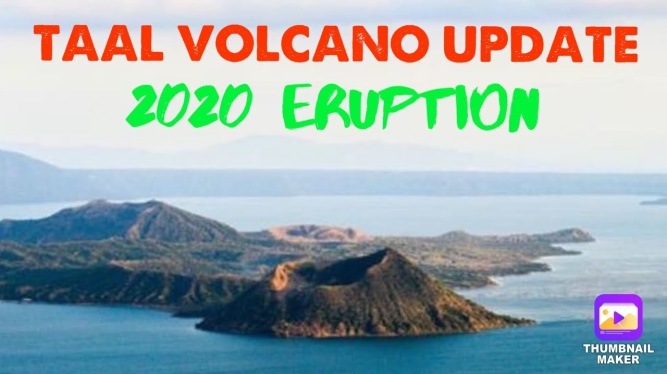 TAAL VOLCANO UPDATE
2020 ERUPTION
THUMBNAIL
MAKER